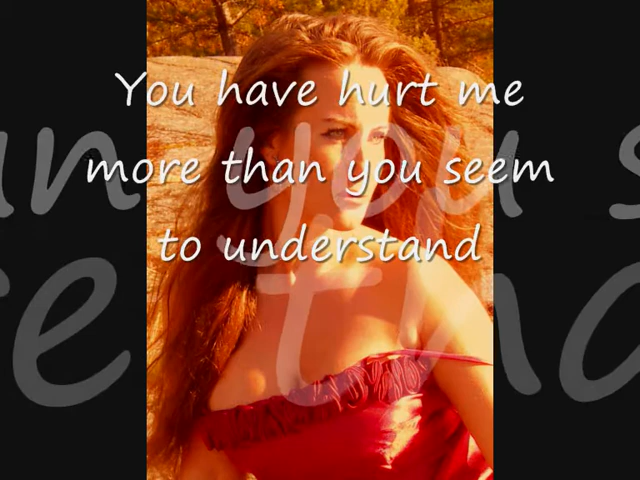 You have hurt me
more than you seem
to understand